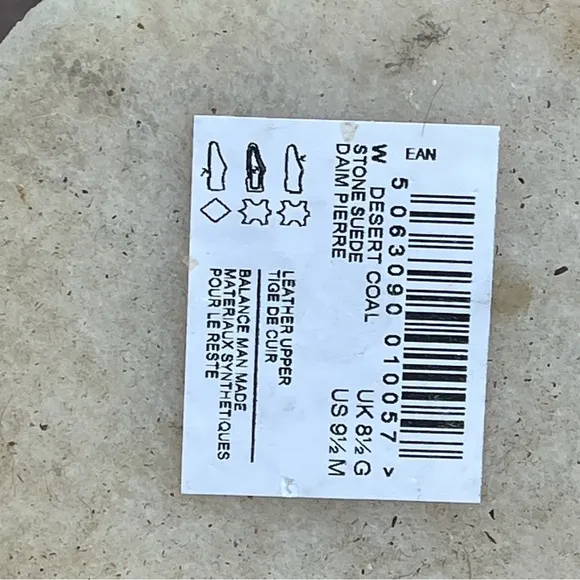 EAN
5 063090 010057 >
W DESERT COAL
STONE SUEDE UK 8½ G
DAIM PIERRE US 9½ M
LEATHER UPPER
TIGE DE CUIR
BALANCE MAN MADE
MATERIAUX SYNTHETIQUES
POUR LE RESTE